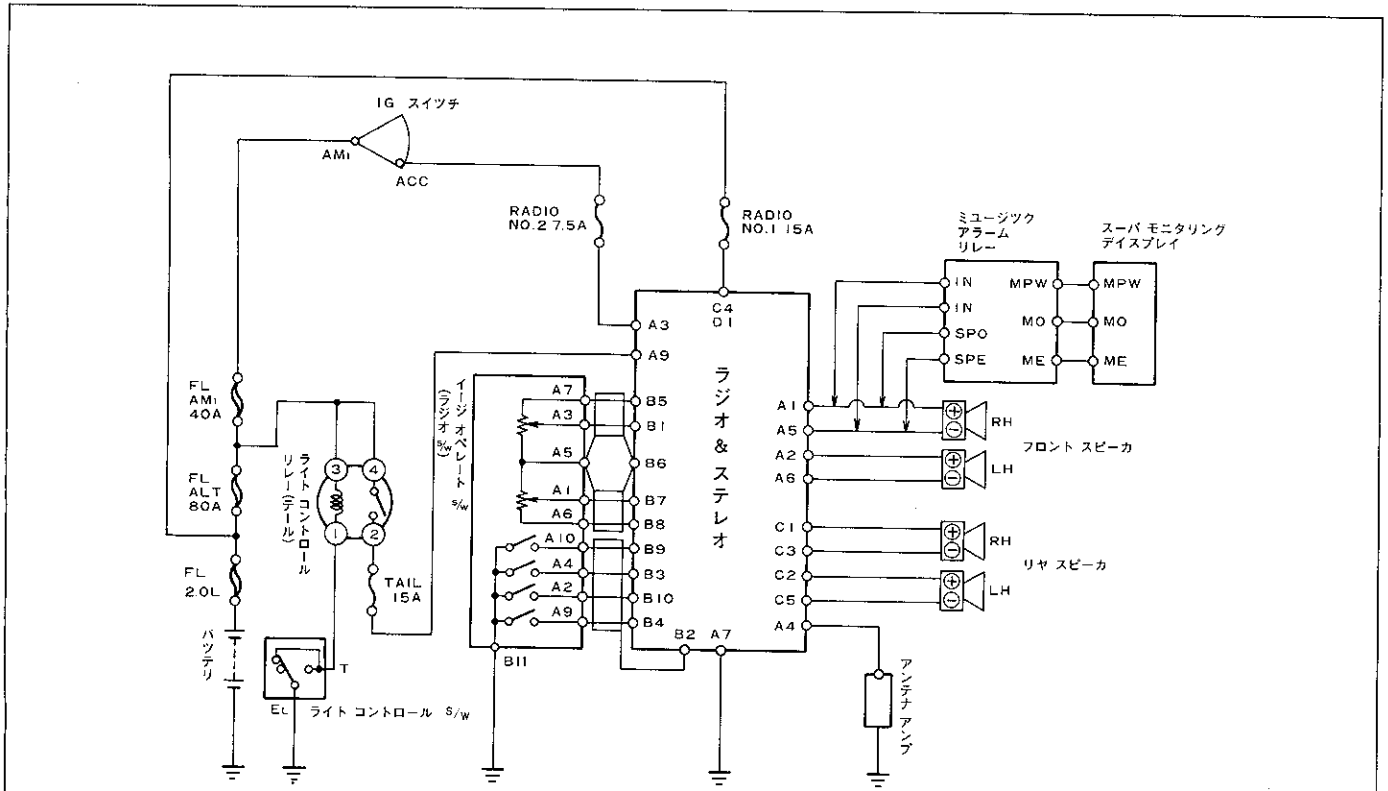 IG スイツチ
AM1
ACC
RADIO
NO.2 7.5A
RADIO
NO.1 15A
ミユージツク
アラーム
リレー
スーパ モニタリング
デイスプレイ
IN
IN
SPO
SPE
MPW
MO
ME
MPW
MO
ME
C4
D1
A3
A9
ラジオ & ステレオ
イージ オペレート S/W
(ラジオ S/W)
A7
A3
A5
A1
A6
A10
A4
A2
A9
B11
B5
B1
B6
B7
B8
B9
B3
B10
B4
B2
A7
A1
A5
A2
A6
C1
C3
C2
C5
A4
⊕
⊖
RH
フロント スピーカ
⊕
⊖
LH
⊕
⊖
RH
リヤ スピーカ
⊕
⊖
LH
アンテナ アンプ
FL
AM1
40A
FL
ALT
80A
FL
2.0L
バツテリ
ライト コントロール
リレー(テール)
3
4
1
2
TAIL
15A
T
EL
ライト コントロール S/W